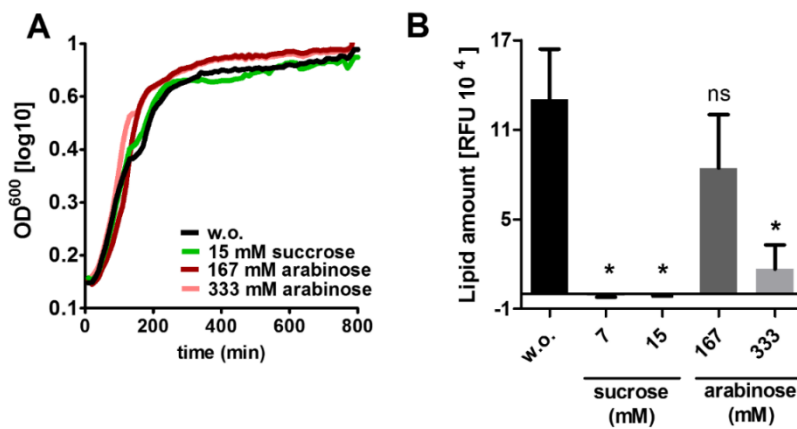 A
OD600 [log10]
1
0.6
0.4
0.3
0.2
0.1
0 200 400 600 800
time (min)
w.o.
15 mM succrose
167 mM arabinose
333 mM arabinose
B
Lipid amount [RFU 10 4]
17
11
5
-1
* * ns *
w.o. 7 15 167 333
sucrose arabinose
(mM) (mM)